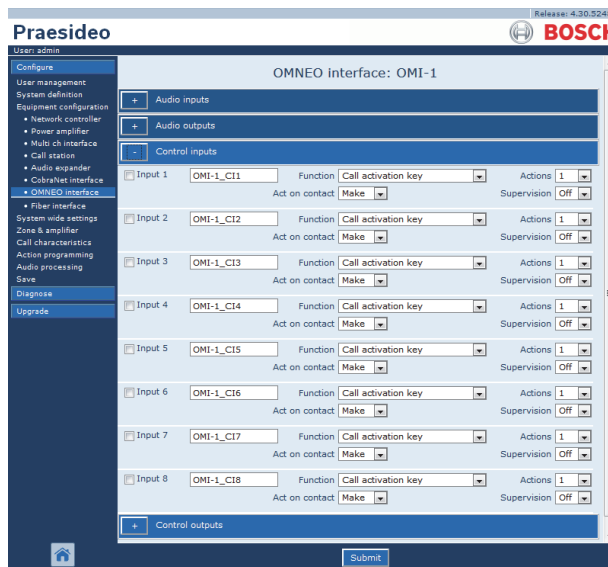 Release: 4.30.524
Praesideo
BOSCH
User: admin
Configure
User management
System definition
Equipment configuration
• Network controller
• Power amplifier
• Multi ch interface
• Call station
• Audio expander
• CobraNet interface
• OMNEO interface
• Fiber interface
System wide settings
Zone & amplifier
Call characteristics
Action programming
Audio processing
Save
Diagnose
Upgrade
OMNEO interface: OMI-1
+ Audio inputs
+ Audio outputs
- Control inputs
Input 1 OMI-1_CI1 Function Call activation key Actions 1
Act on contact Make Supervision Off
Input 2 OMI-1_CI2 Function Call activation key Actions 1
Act on contact Make Supervision Off
Input 3 OMI-1_CI3 Function Call activation key Actions 1
Act on contact Make Supervision Off
Input 4 OMI-1_CI4 Function Call activation key Actions 1
Act on contact Make Supervision Off
Input 5 OMI-1_CI5 Function Call activation key Actions 1
Act on contact Make Supervision Off
Input 6 OMI-1_CI6 Function Call activation key Actions 1
Act on contact Make Supervision Off
Input 7 OMI-1_CI7 Function Call activation key Actions 1
Act on contact Make Supervision Off
Input 8 OMI-1_CI8 Function Call activation key Actions 1
Act on contact Make Supervision Off
+ Control outputs
Submit